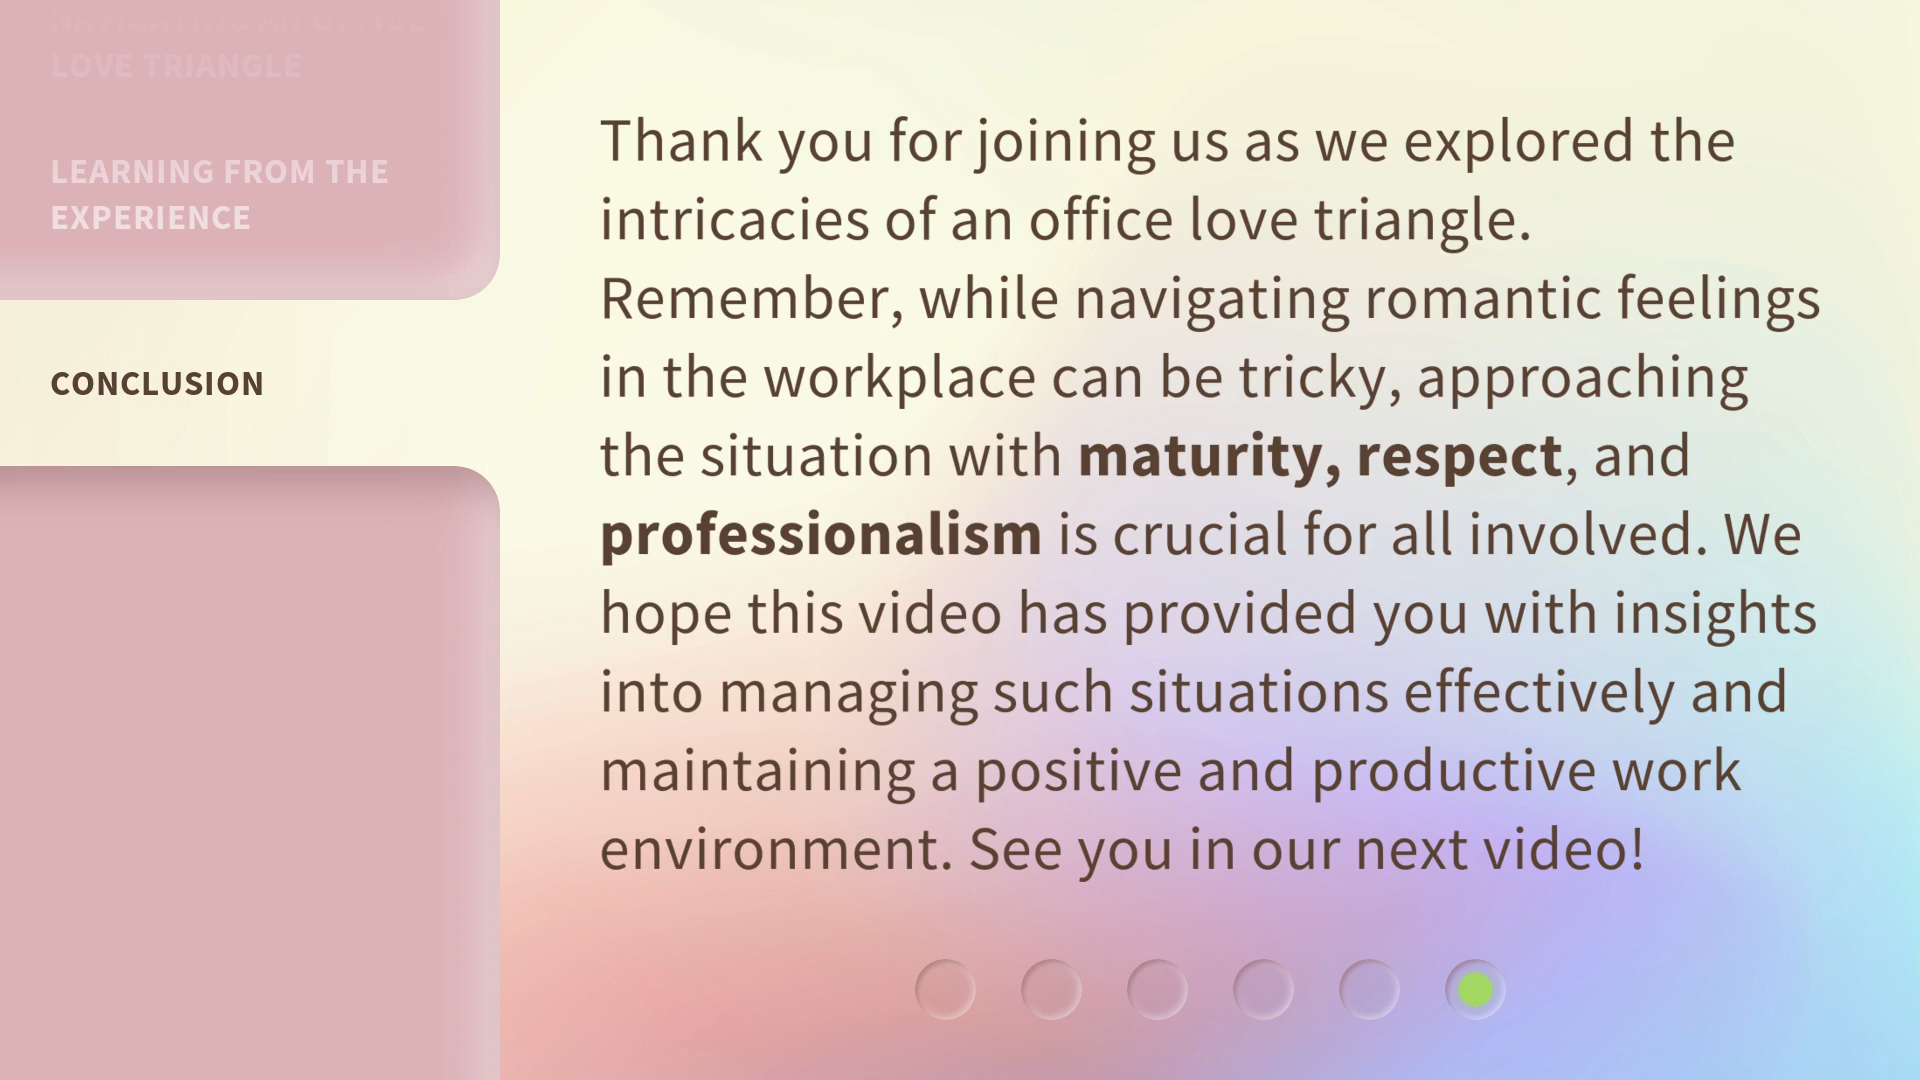 NAVIGATING AN OFFICE
LOVE TRIANGLE
LEARNING FROM THE
EXPERIENCE
CONCLUSION
Thank you for joining us as we explored the
intricacies of an office love triangle.
Remember, while navigating romantic feelings
in the workplace can be tricky, approaching
the situation with maturity, respect, and
professionalism is crucial for all involved. We
hope this video has provided you with insights
into managing such situations effectively and
maintaining a positive and productive work
environment. See you in our next video!